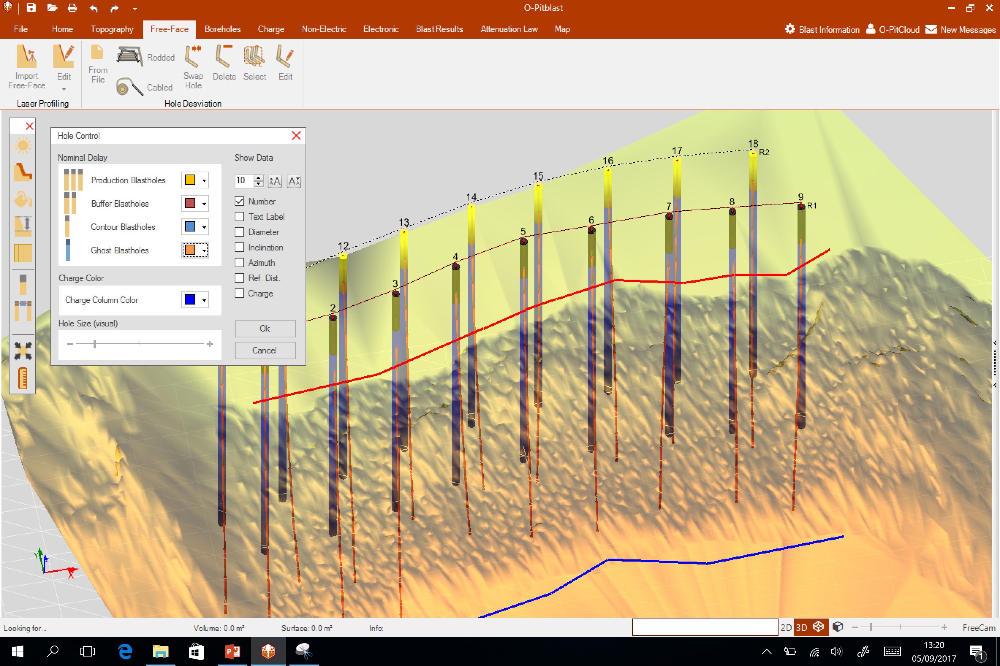 O-Pitblast
File Home Topography Free-Face Boreholes Charge Non-Electric Electronic Blast Results Attenuation Law Map Blast Information O-PitCloud New Messages
Import Free-Face
Edit
From File
Rodded
Cabled
Swap Hole
Delete
Select
Edit
Laser Profiling
Hole Desviation
Hole Control
Nominal Delay
Production Blastholes
Buffer Blastholes
Contour Blastholes
Ghost Blastholes
Charge Color
Charge Column Color
Hole Size (visual)
Show Data
10
Number
Text Label
Diameter
Inclination
Azimuth
Ref. Dist.
Charge
Ok
Cancel
18 R2
17
16
15
14
13
12
9 R1
8
7
6
5
4
3
2
Y
Z
X
Looking for... Volume: 0.0 m³ Surface: 0.0 m² Info: 2D 3D FreeCam
13:20
05/09/2017
1